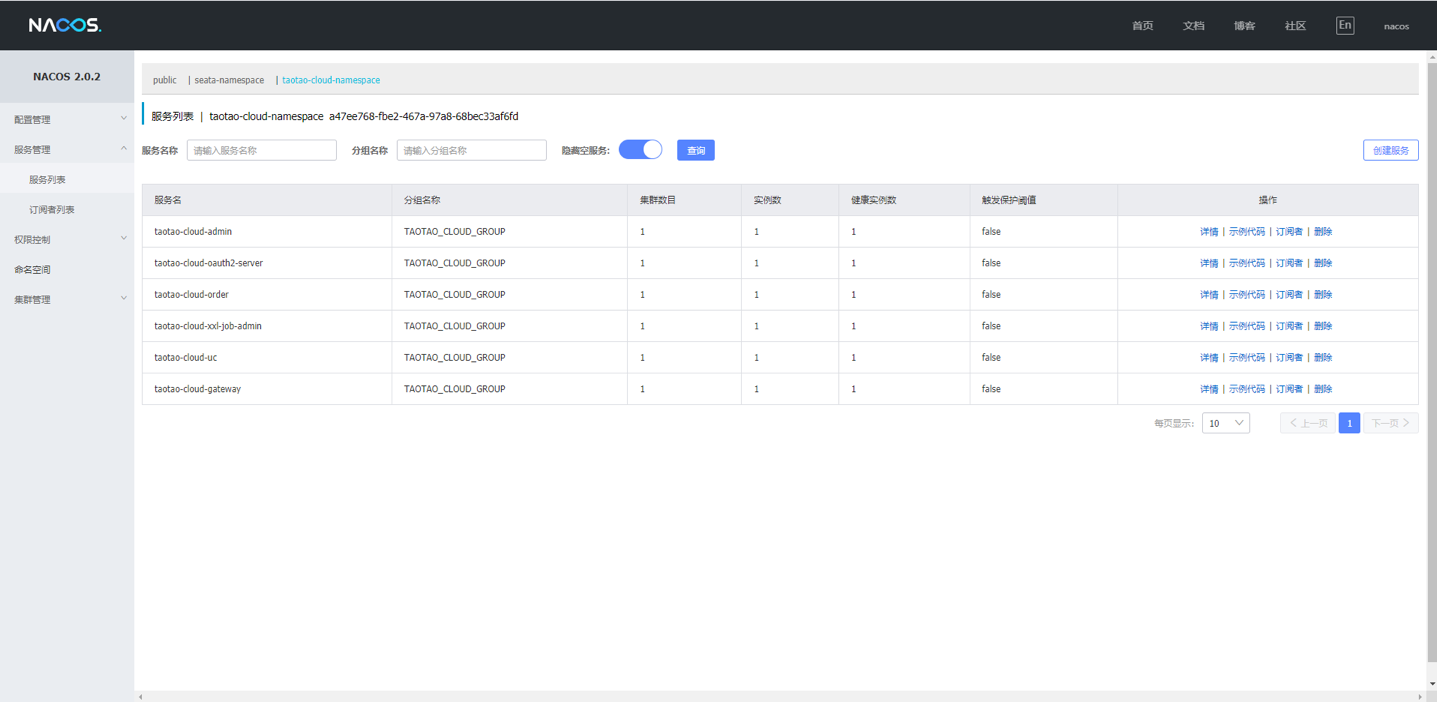 NACOS.
首页 文档 博客 社区 En nacos
NACOS 2.0.2
配置管理
服务管理
服务列表
订阅者列表
权限控制
命名空间
集群管理
public | seata-namespace | taotao-cloud-namespace
服务列表 | taotao-cloud-namespace a47ee768-fbe2-467a-97a8-68bec33af6fd
服务名称 请输入服务名称 分组名称 请输入分组名称 隐藏空服务: 查询 创建服务
服务名 分组名称 集群数目 实例数 健康实例数 触发保护阈值 操作
taotao-cloud-admin TAOTAO_CLOUD_GROUP 1 1 1 false 详情 | 示例代码 | 订阅者 | 删除
taotao-cloud-oauth2-server TAOTAO_CLOUD_GROUP 1 1 1 false 详情 | 示例代码 | 订阅者 | 删除
taotao-cloud-order TAOTAO_CLOUD_GROUP 1 1 1 false 详情 | 示例代码 | 订阅者 | 删除
taotao-cloud-xxl-job-admin TAOTAO_CLOUD_GROUP 1 1 1 false 详情 | 示例代码 | 订阅者 | 删除
taotao-cloud-uc TAOTAO_CLOUD_GROUP 1 1 1 false 详情 | 示例代码 | 订阅者 | 删除
taotao-cloud-gateway TAOTAO_CLOUD_GROUP 1 1 1 false 详情 | 示例代码 | 订阅者 | 删除
每页显示: 10 上一页 1 下一页